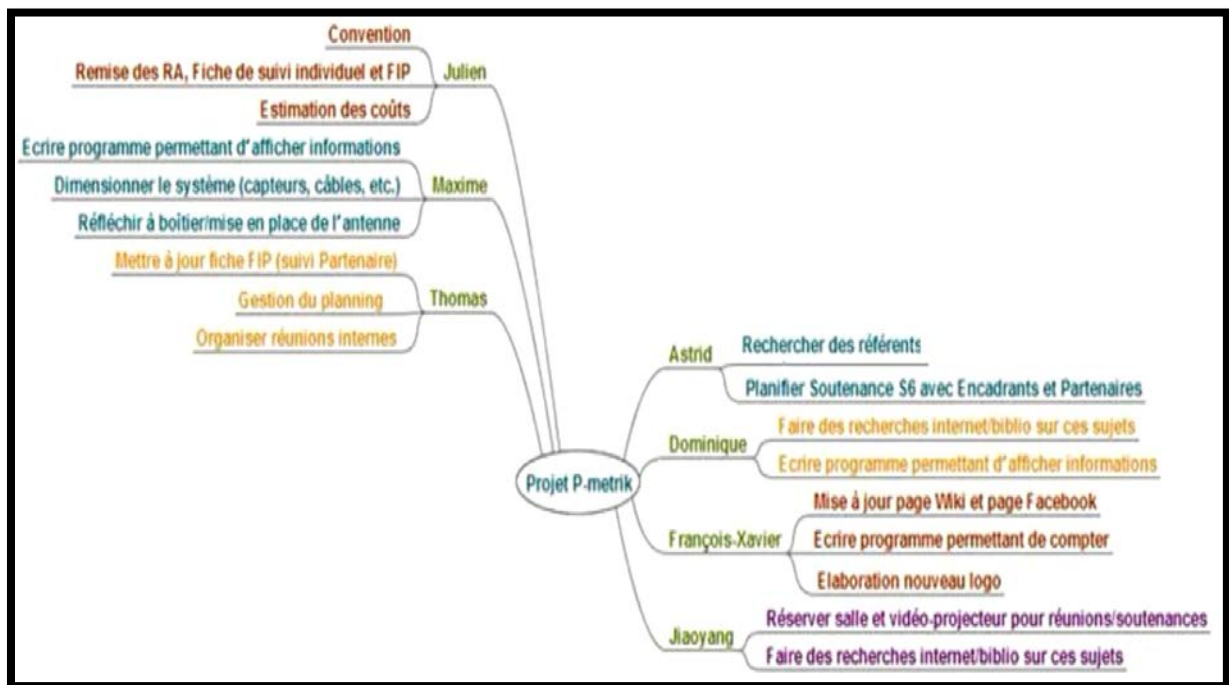 Convention
Remise des RA, Fiche de suivi individuel et FIP
Julien
Estimation des coûts
Ecrire programme permettant d'afficher informations
Dimensionner le système (capteurs, câbles, etc.)
Maxime
Réfléchir à boîtier/mise en place de l'antenne
Mettre à jour fiche FIP (suivi Partenaire)
Gestion du planning
Thomas
Organiser réunions internes
Projet P-metrik
Astrid
Rechercher des référents
Planifier Soutenance S6 avec Encadrants et Partenaires
Dominique
Faire des recherches internet/biblio sur ces sujets
Ecrire programme permettant d'afficher informations
François-Xavier
Mise à jour page Wiki et page Facebook
Ecrire programme permettant de compter
Elaboration nouveau logo
Jiaoyang
Réserver salle et vidéo-projecteur pour réunions/soutenances
Faire des recherches internet/biblio sur ces sujets